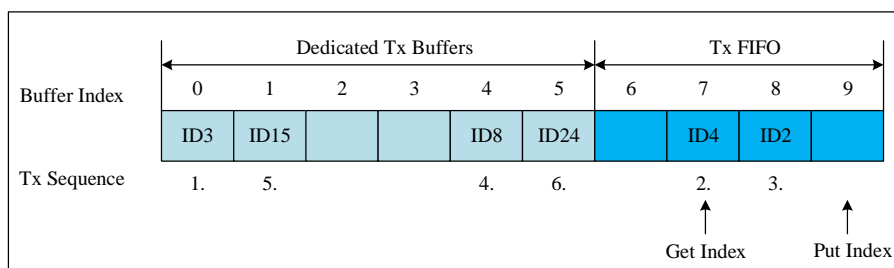 Dedicated Tx Buffers Tx FIFO
Buffer Index 0 1 2 3 4 5 6 7 8 9
ID3 ID15 ID8 ID24 ID4 ID2
Tx Sequence 1. 5. 4. 6. 2. 3.
Get Index Put Index